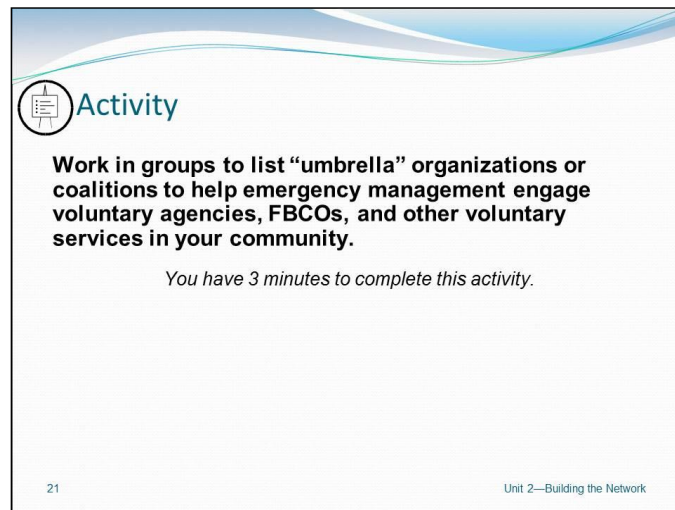 Activity
Work in groups to list “umbrella” organizations or
coalitions to help emergency management engage
voluntary agencies, FBCOs, and other voluntary
services in your community.
You have 3 minutes to complete this activity.
21
Unit 2—Building the Network